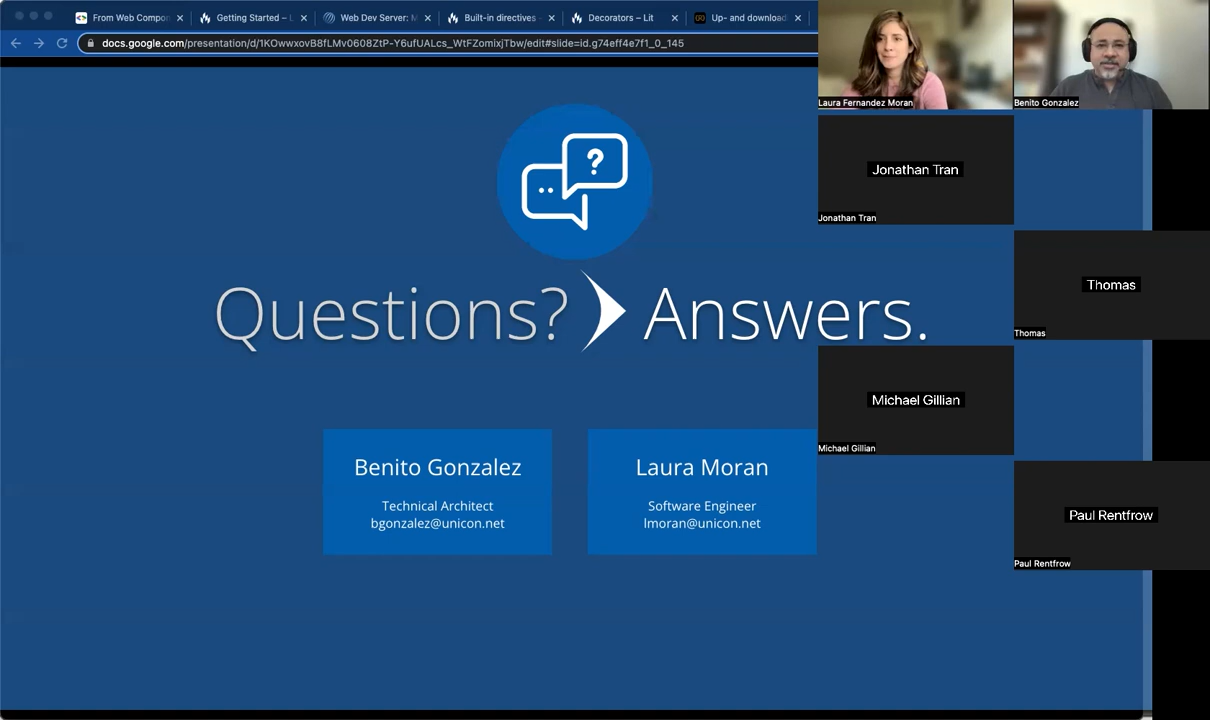 From Web Compon
Getting Started – L
Web Dev Server: M
Built-in directives
Decorators – Lit
Up- and download
docs.google.com/presentation/d/1KOwwxovB8fLMv0608ZtP-Y6ufUALcs_WtFZomixjTbw/edit#slide=id.g74eff4e7f1_0_145
Laura Fernandez Moran
Benito Gonzalez
Jonathan Tran
Jonathan Tran
Thomas
Thomas
Michael Gillian
Michael Gillian
Paul Rentfrow
Paul Rentfrow
?
Questions? Answers.
Benito Gonzalez
Technical Architect
bgonzalez@unicon.net
Laura Moran
Software Engineer
lmoran@unicon.net